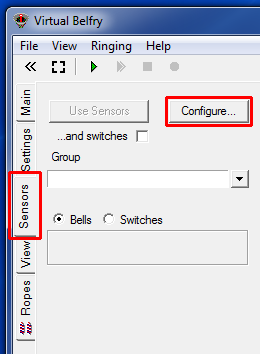 Virtual Belfry
File View Ringing Help
Main
Settings
Sensors
View
Ropes
Use Sensors Configure...
...and switches
Group
Bells Switches